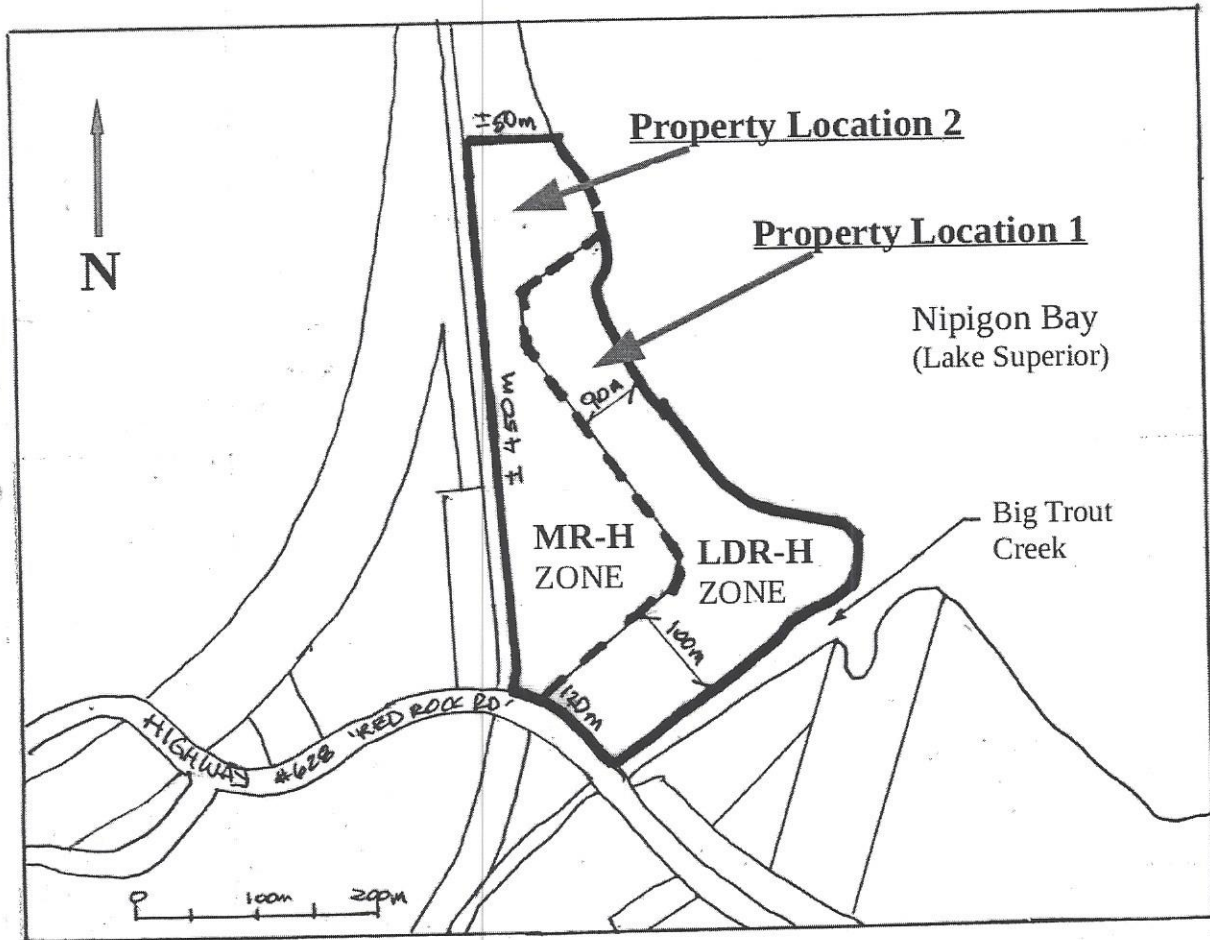 ±80m
Property Location 2
Property Location 1
N
Nipigon Bay
(Lake Superior)
90m
± 450m
Big Trout
Creek
MR-H
ZONE
LDR-H
ZONE
100m
120m
HIGHWAY #628 'RED ROCK RD'
0 100m 200m